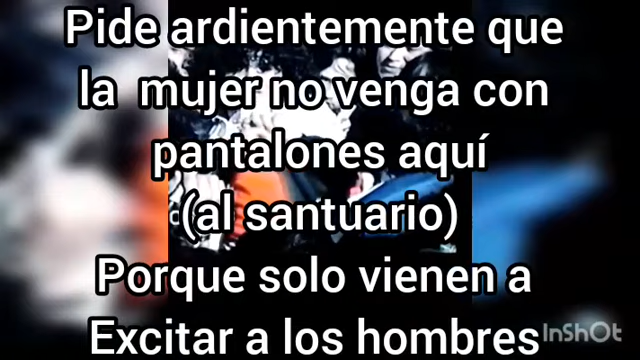 Pide ardientemente que
la mujer no venga con
pantalones aquí
(al santuario)
Porque solo vienen a
Excitar a los hombres
InShOt